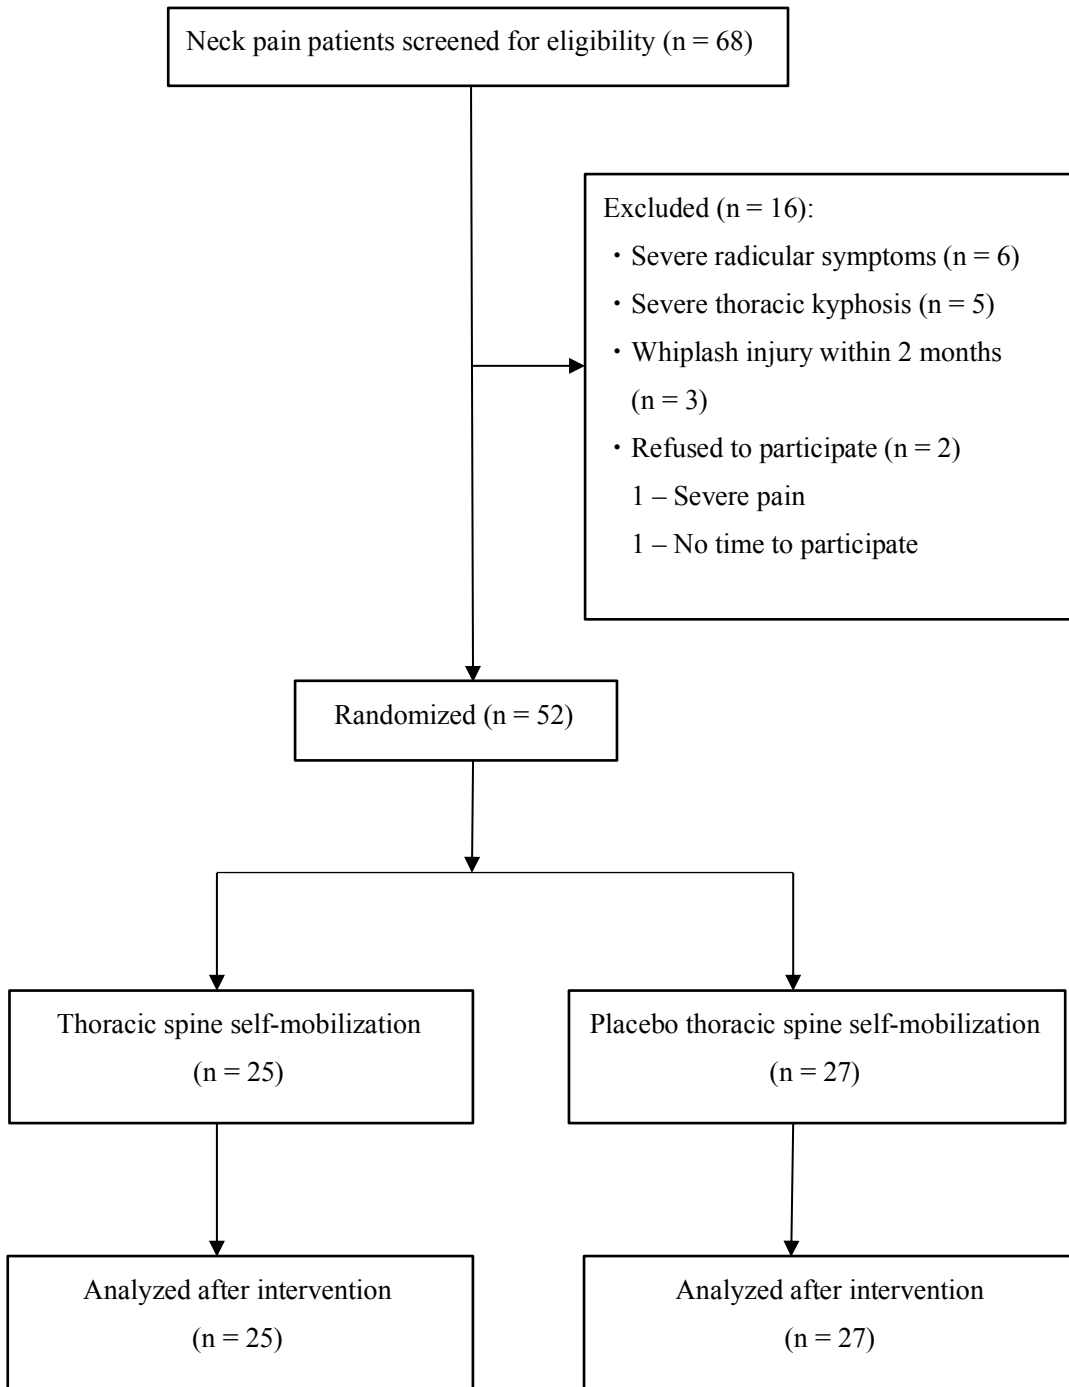 Neck pain patients screened for eligibility (n = 68)
Excluded (n = 16):
・Severe radicular symptoms (n = 6)
・Severe thoracic kyphosis (n = 5)
・Whiplash injury within 2 months
(n = 3)
・Refused to participate (n = 2)
1 – Severe pain
1 – No time to participate
Randomized (n = 52)
Thoracic spine self-mobilization
(n = 25)
Placebo thoracic spine self-mobilization
(n = 27)
Analyzed after intervention
(n = 25)
Analyzed after intervention
(n = 27)